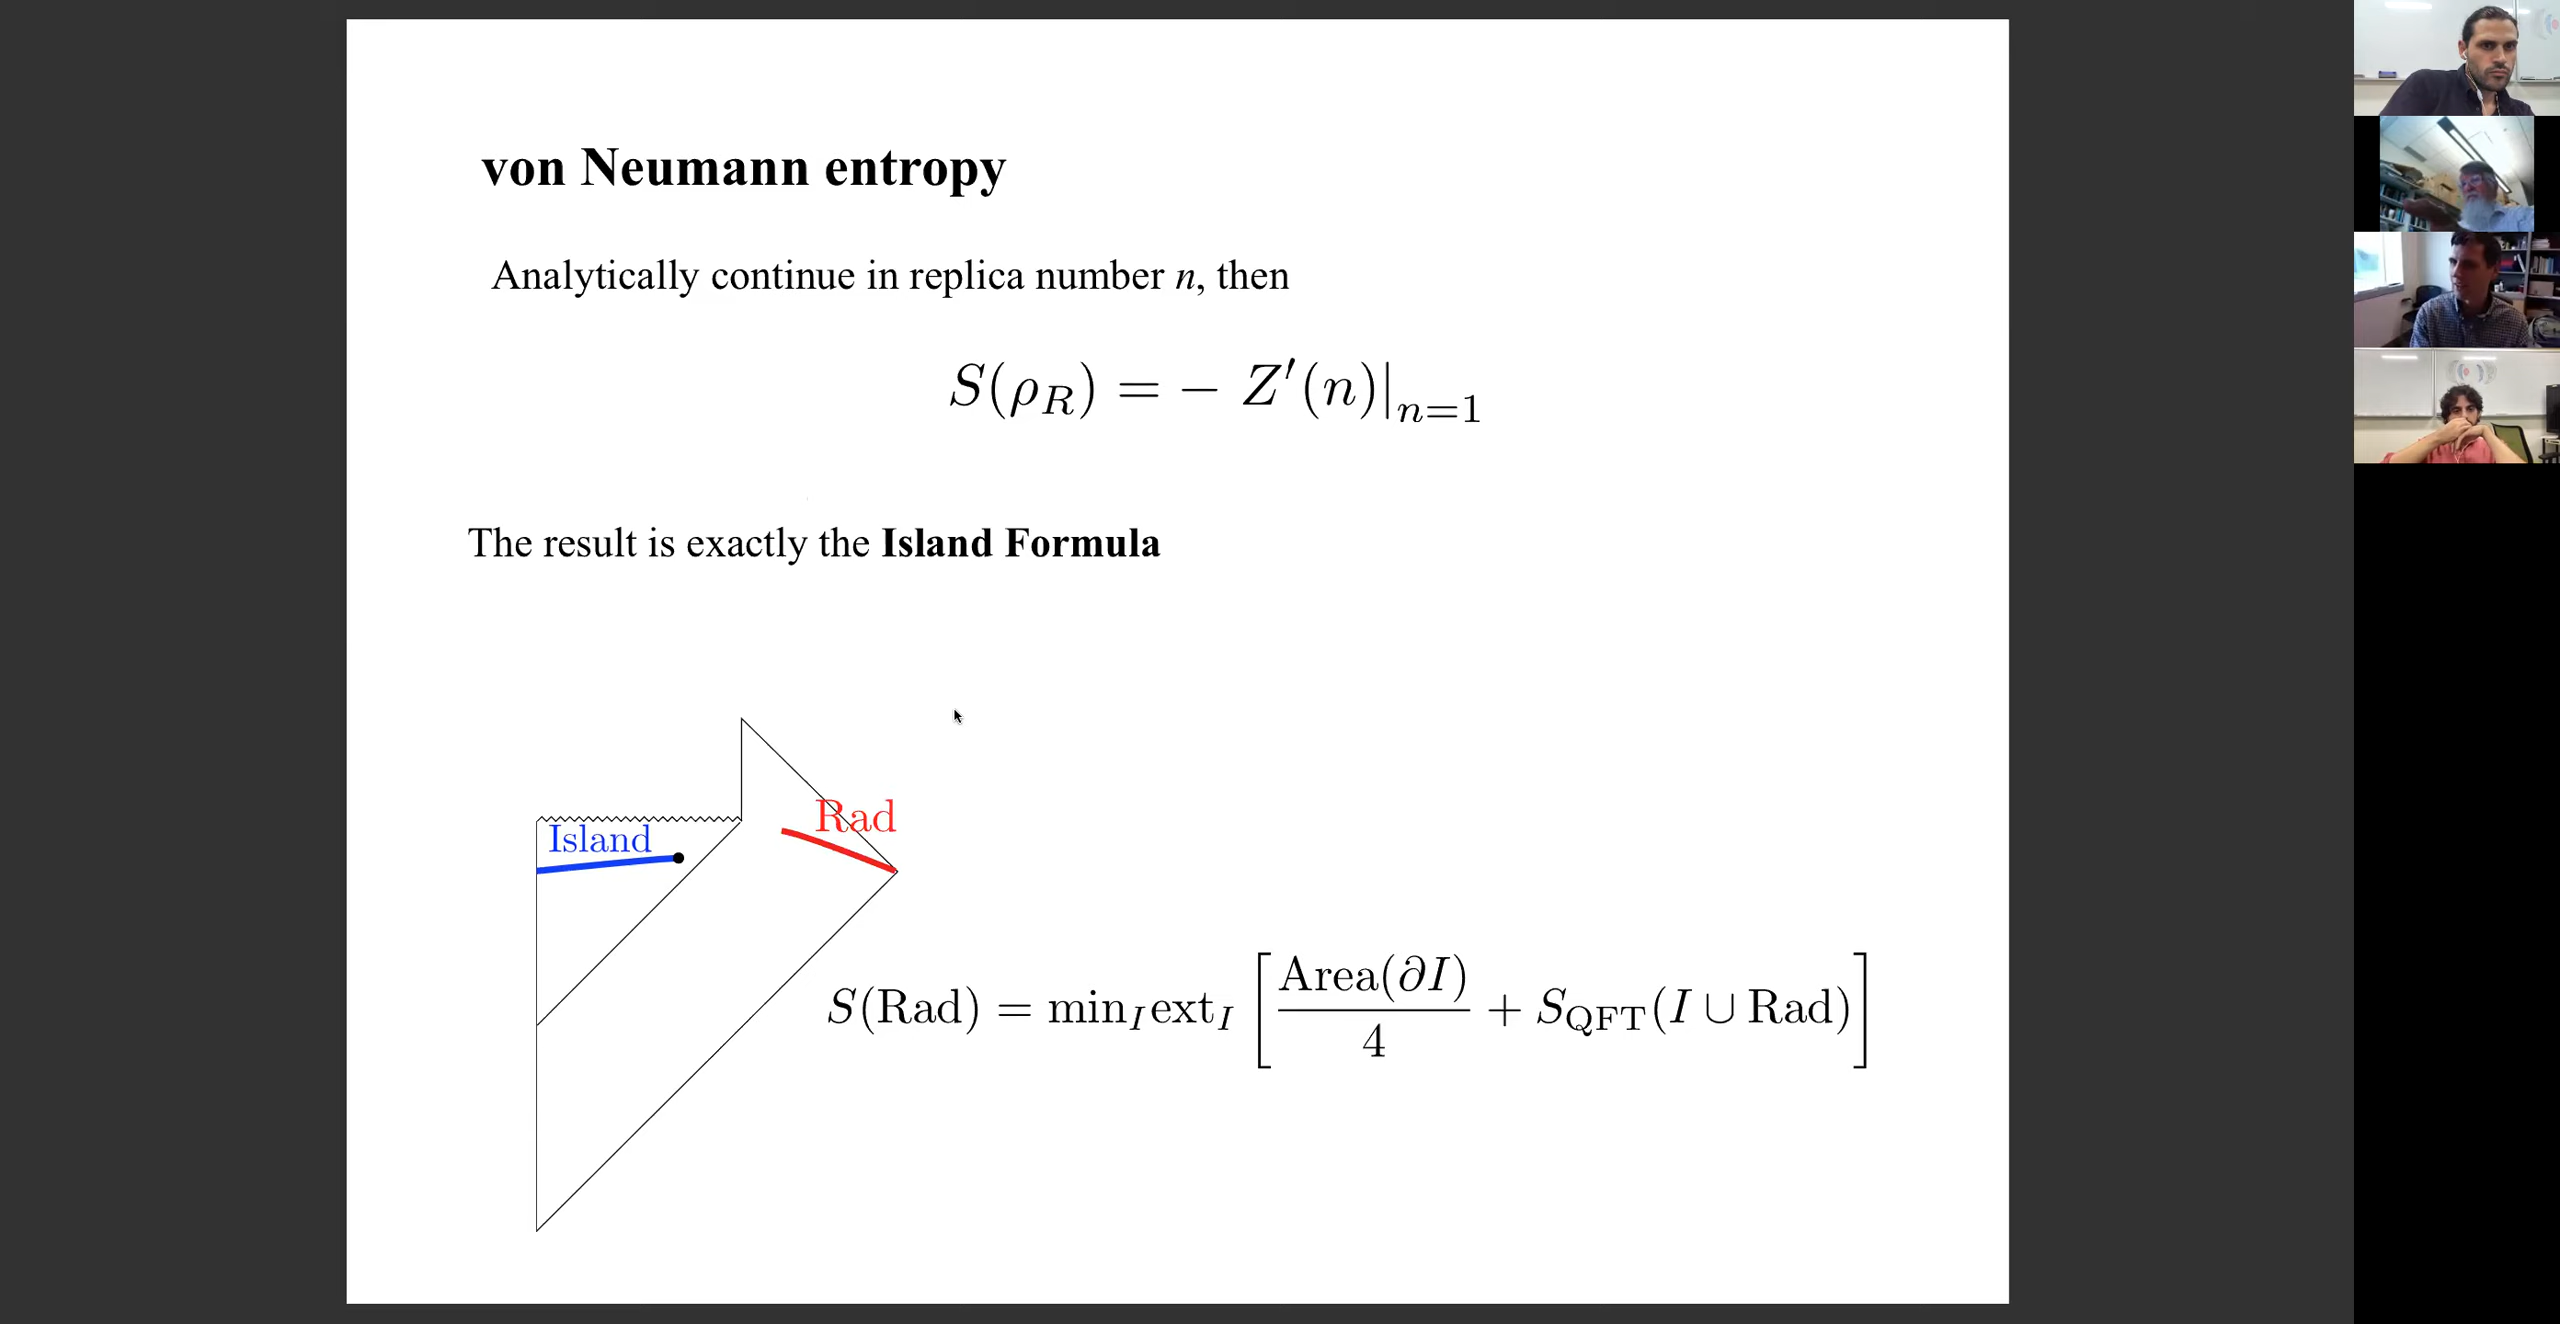 von Neumann entropy
Analytically continue in replica number n, then
S(ρ_R) = − Z′(n)|_{n=1}
The result is exactly the Island Formula
Rad
Island
S(Rad) = min_I ext_I [ Area(∂I) / 4 + S_QFT(I ∪ Rad) ]